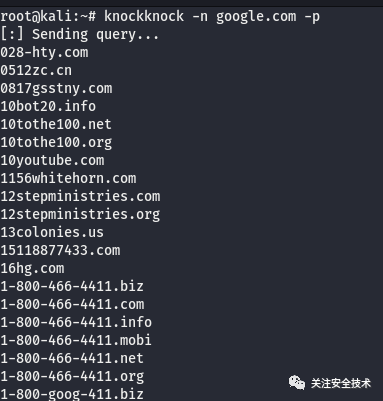 root@kali:~# knockknock -n google.com -p
[:] Sending query...
028-hty.com
0512zc.cn
0817gsstny.com
10bot20.info
10tothe100.net
10tothe100.org
10youtube.com
1156whitehorn.com
12stepministries.com
12stepministries.org
13colonies.us
15118877433.com
16hg.com
1-800-466-4411.biz
1-800-466-4411.com
1-800-466-4411.info
1-800-466-4411.mobi
1-800-466-4411.net
1-800-466-4411.org
1-800-goog-411.biz
关注安全技术